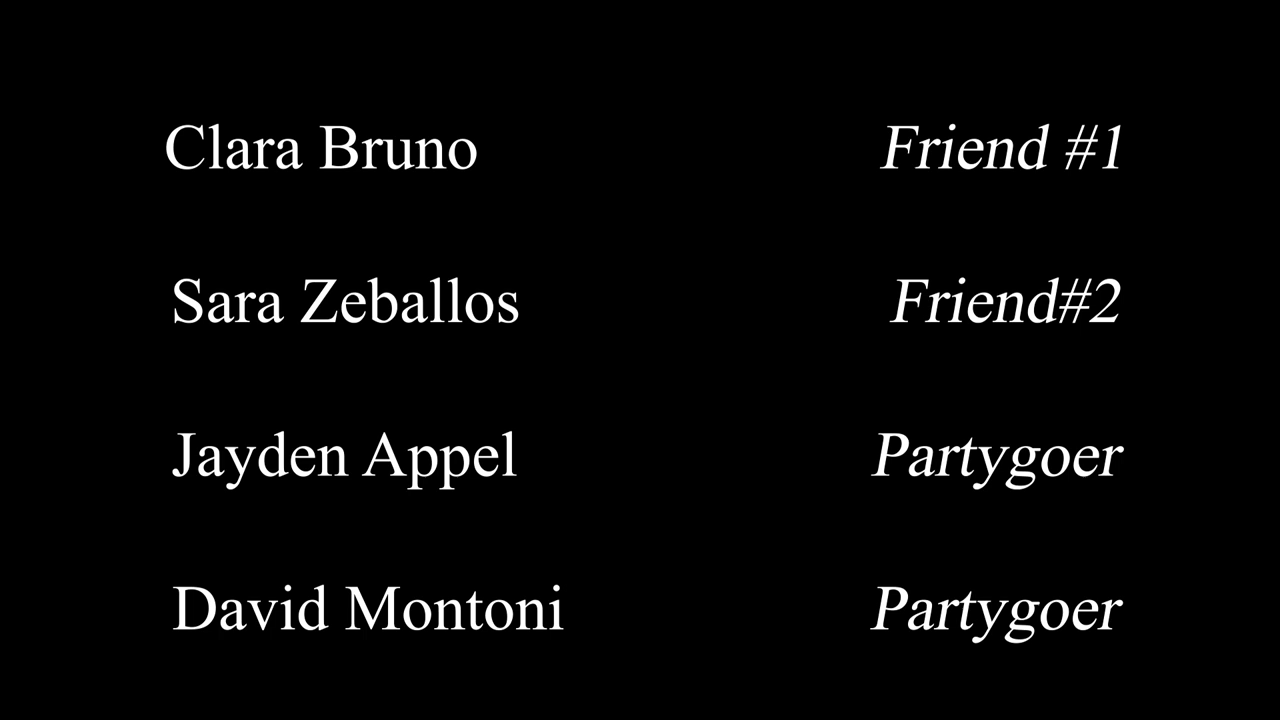 Clara Bruno Friend #1
Sara Zeballos Friend#2
Jayden Appel Partygoer
David Montoni Partygoer